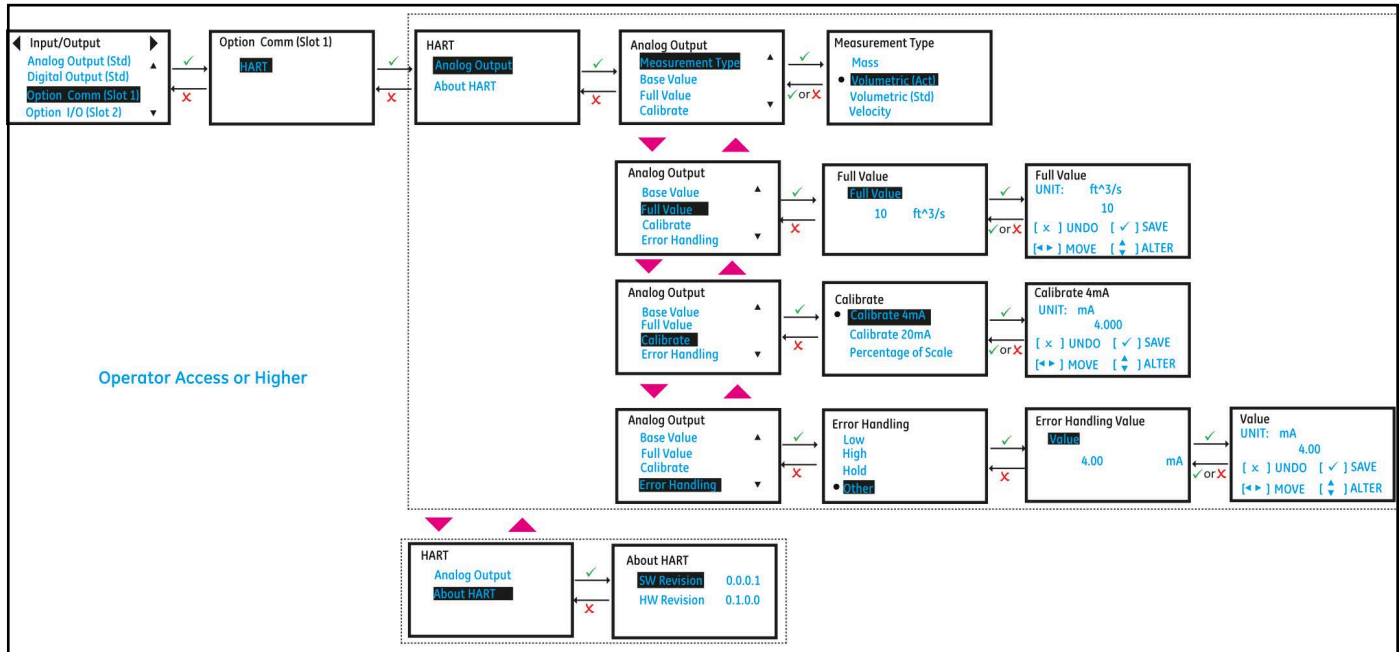 Input/Output
Analog Output (Std)
Digital Output (Std)
Option Comm (Slot 1)
Option I/O (Slot 2)
✓
X
Option Comm (Slot 1)
HART
✓
X
HART
Analog Output
About HART
✓
X
Analog Output
Measurement Type
Base Value
Full Value
Calibrate
✓
✓ or X
Measurement Type
Mass
Volumetric (Act)
Volumetric (Std)
Velocity
Analog Output
Base Value
Full Value
Calibrate
Error Handling
✓
X
Full Value
Full Value
10 ft^3/s
✓
✓ or X
Full Value
UNIT: ft^3/s
10
[ x ] UNDO [ ✓ ] SAVE
[◄ ►] MOVE [▲▼] ALTER
Analog Output
Base Value
Full Value
Calibrate
Error Handling
✓
X
Calibrate
Calibrate 4mA
Calibrate 20mA
Percentage of Scale
✓
✓ or X
Calibrate 4mA
UNIT: mA
4.000
[ x ] UNDO [ ✓ ] SAVE
[◄ ►] MOVE [▲▼] ALTER
Operator Access or Higher
Analog Output
Base Value
Full Value
Calibrate
Error Handling
✓
X
Error Handling
Low
High
Hold
Other
✓
X
Error Handling Value
Value
4.00 mA
✓
✓ or X
Value
UNIT: mA
4.00
[ x ] UNDO [ ✓ ] SAVE
[◄ ►] MOVE [▲▼] ALTER
HART
Analog Output
About HART
✓
X
About HART
SW Revision 0.0.0.1
HW Revision 0.1.0.0